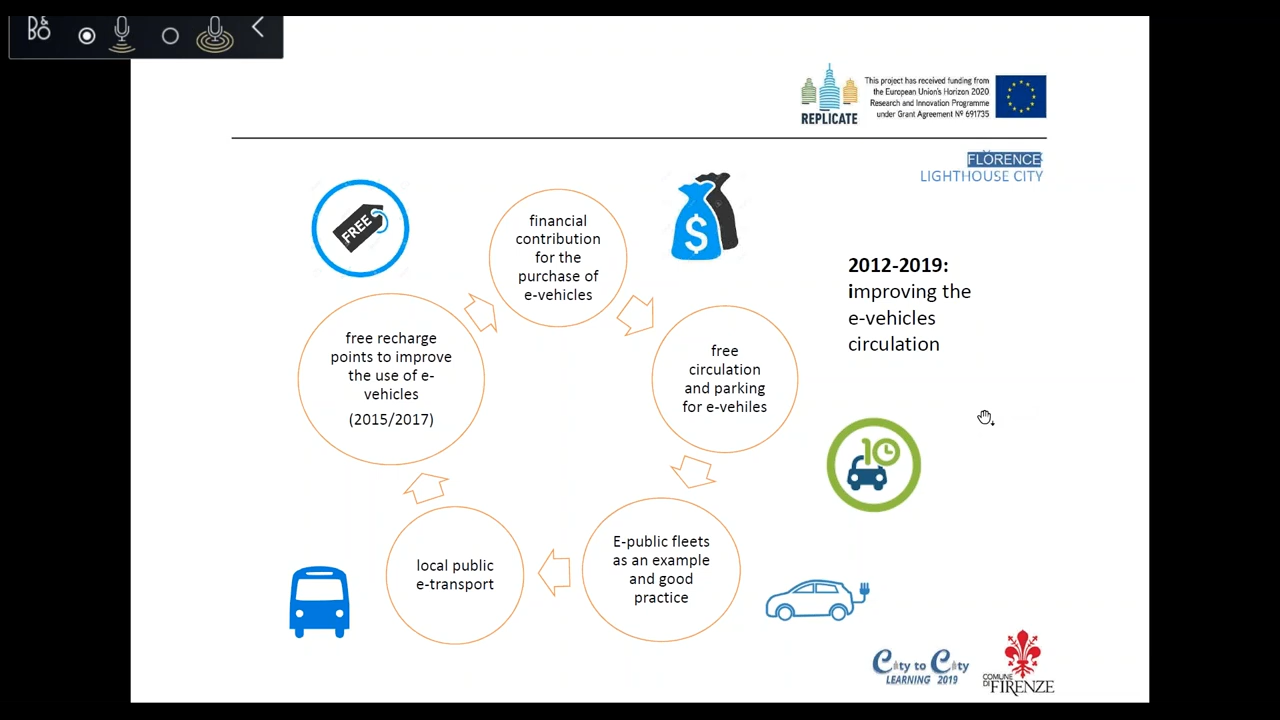 B&
DO
REPLICATE
This project has received funding from
the European Union's Horizon 2020
Research and Innovation Programme
under Grant Agreement Nº 691735
FLORENCE
LIGHTHOUSE CITY
FREE
financial
contribution
for the
purchase of
e-vehicles
$
2012-2019:
improving the
e-vehicles
circulation
free recharge
points to improve
the use of e-
vehicles
(2015/2017)
free
circulation
and parking
for e-vehiles
10
E-public fleets
as an example
and good
practice
local public
e-transport
City to City
LEARNING 2019
COMUNE
DI FIRENZE